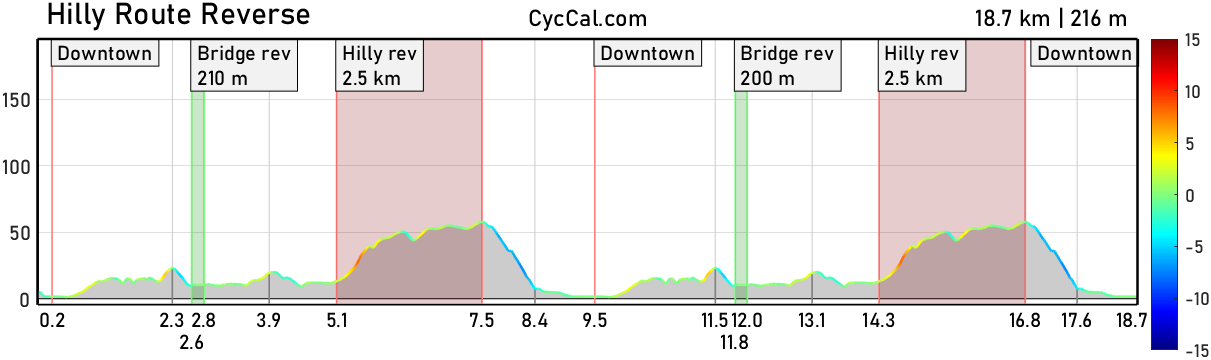 Hilly Route Reverse
CycCal.com
18.7 km | 216 m
Downtown
Bridge rev
210 m
Hilly rev
2.5 km
Downtown
Bridge rev
200 m
Hilly rev
2.5 km
Downtown
150
100
50
0
0.2 2.3 2.8 3.9 5.1 7.5 8.4 9.5 11.5 12.0 13.1 14.3 16.8 17.6 18.7
2.6 11.8
15
10
5
0
-5
-10
-15